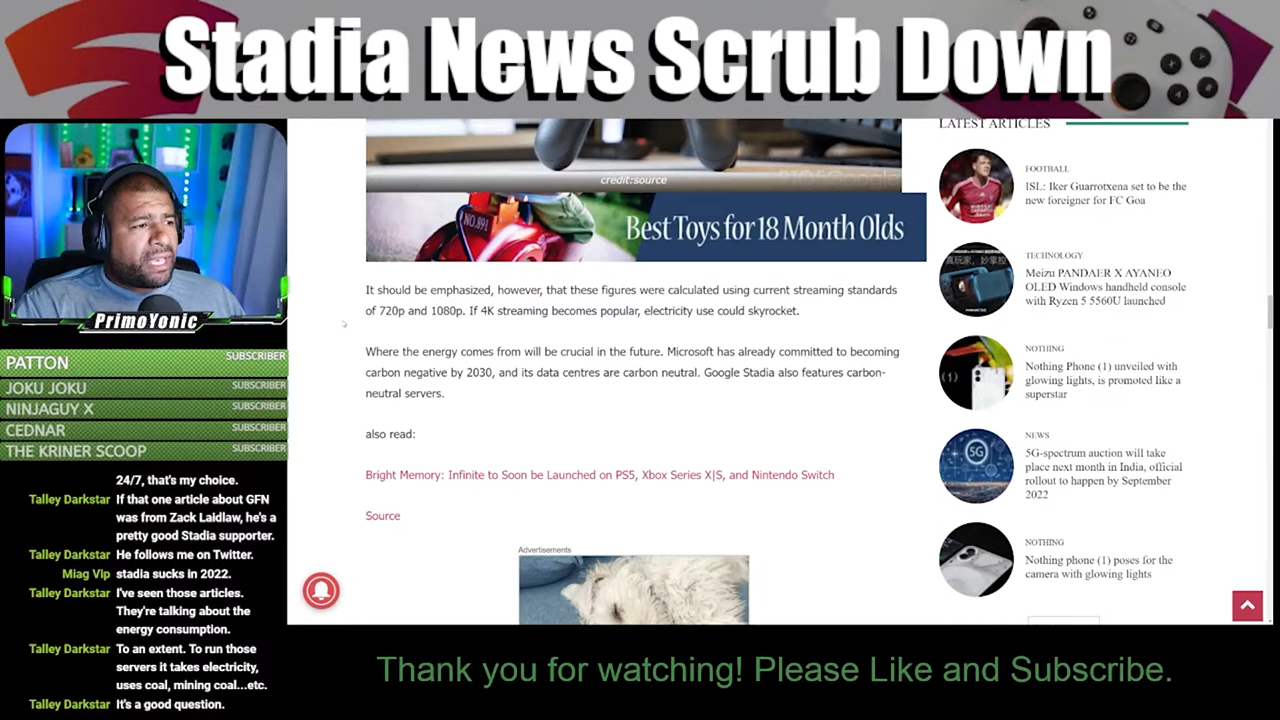 Stadia News Scrub Down
PrimoYonic
PATTON SUBSCRIBER
JOKU JOKU SUBSCRIBER
NINJAGUY X SUBSCRIBER
CEDNAR SUBSCRIBER
THE KRINER SCOOP SUBSCRIBER
24/7, that's my choice.
Talley Darkstar If that one article about GFN
was from Zack Laidlaw, he's a
pretty good Stadia supporter.
Talley Darkstar He follows me on Twitter.
Miag Vip stadia sucks in 2022.
Talley Darkstar I've seen those articles.
They're talking about the
energy consumption.
Talley Darkstar To an extent. To run those
servers it takes electricity,
uses coal, mining coal...etc.
Talley Darkstar It's a good question.
credit:source
NO.891
Best Toys for 18 Month Olds
It should be emphasized, however, that these figures were calculated using current streaming standards
of 720p and 1080p. If 4K streaming becomes popular, electricity use could skyrocket.
Where the energy comes from will be crucial in the future. Microsoft has already committed to becoming
carbon negative by 2030, and its data centres are carbon neutral. Google Stadia also features carbon-
neutral servers.
also read:
Bright Memory: Infinite to Soon be Launched on PS5, Xbox Series X|S, and Nintendo Switch
Source
Advertisements
LATEST ARTICLES
FOOTBALL
ISL: Iker Guarrotxena set to be the
new foreigner for FC Goa
TECHNOLOGY
Meizu PANDAER X AYANEO
OLED Windows handheld console
with Ryzen 5 5560U launched
NOTHING
(1)
Nothing Phone (1) unveiled with
glowing lights, is promoted like a
superstar
NEWS
5G
5G-spectrum auction will take
place next month in India, official
rollout to happen by September
2022
NOTHING
Nothing phone (1) poses for the
camera with glowing lights
Thank you for watching! Please Like and Subscribe.